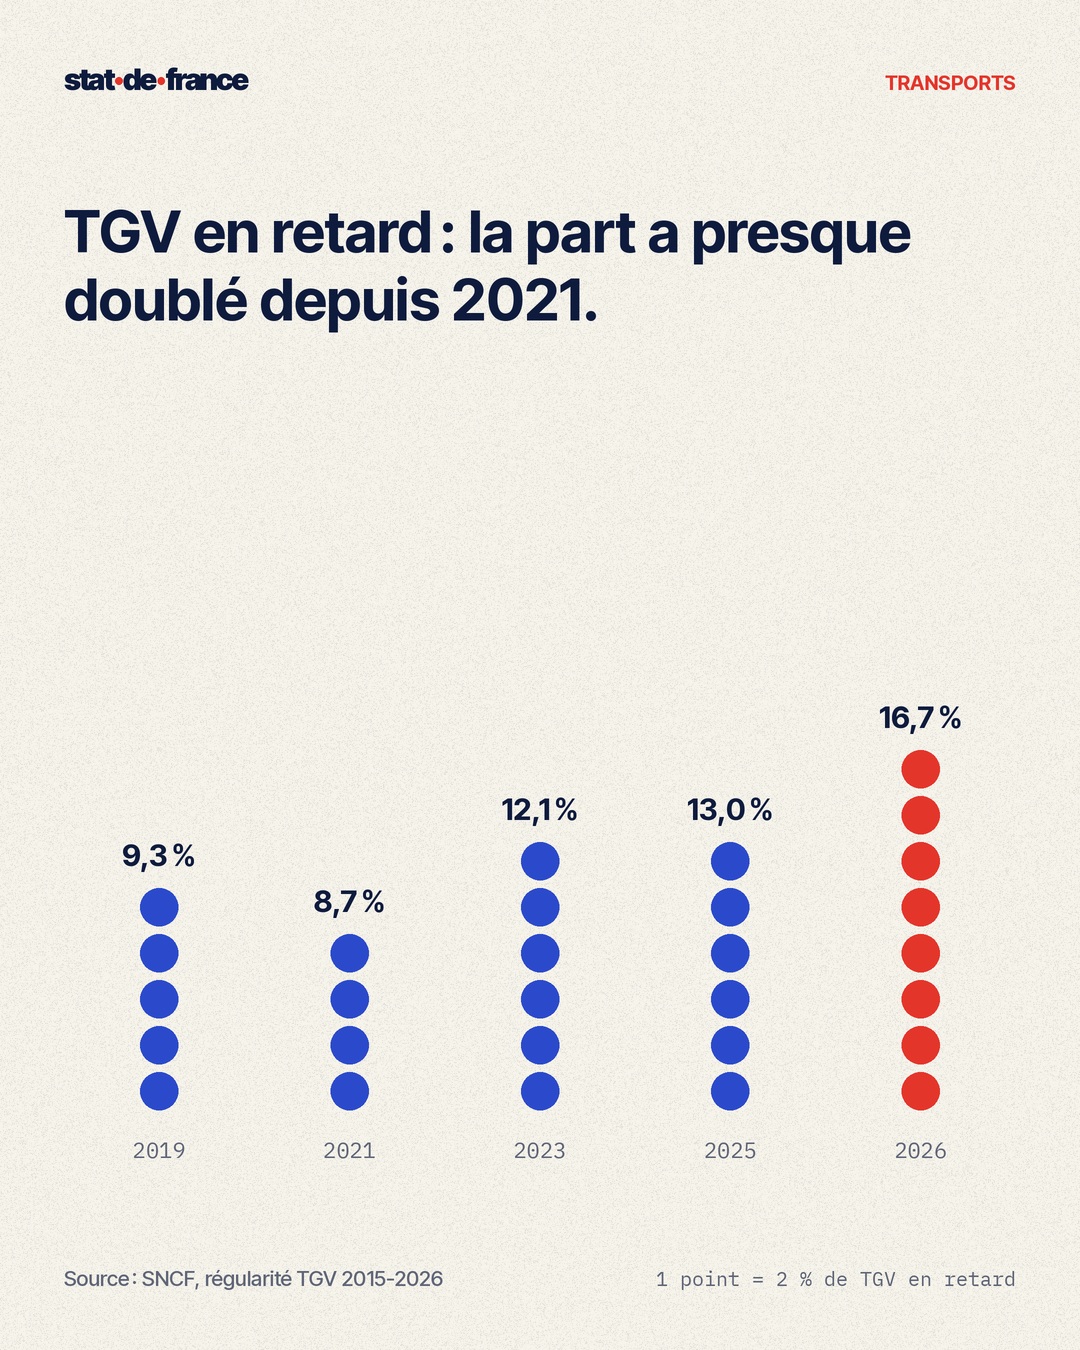 stat•de•france
TRANSPORTS
TGV en retard : la part a presque
doublé depuis 2021.
9,3 %
8,7 %
12,1 %
13,0 %
16,7 %
2019
2021
2023
2025
2026
Source : SNCF, régularité TGV 2015-2026
1 point = 2 % de TGV en retard